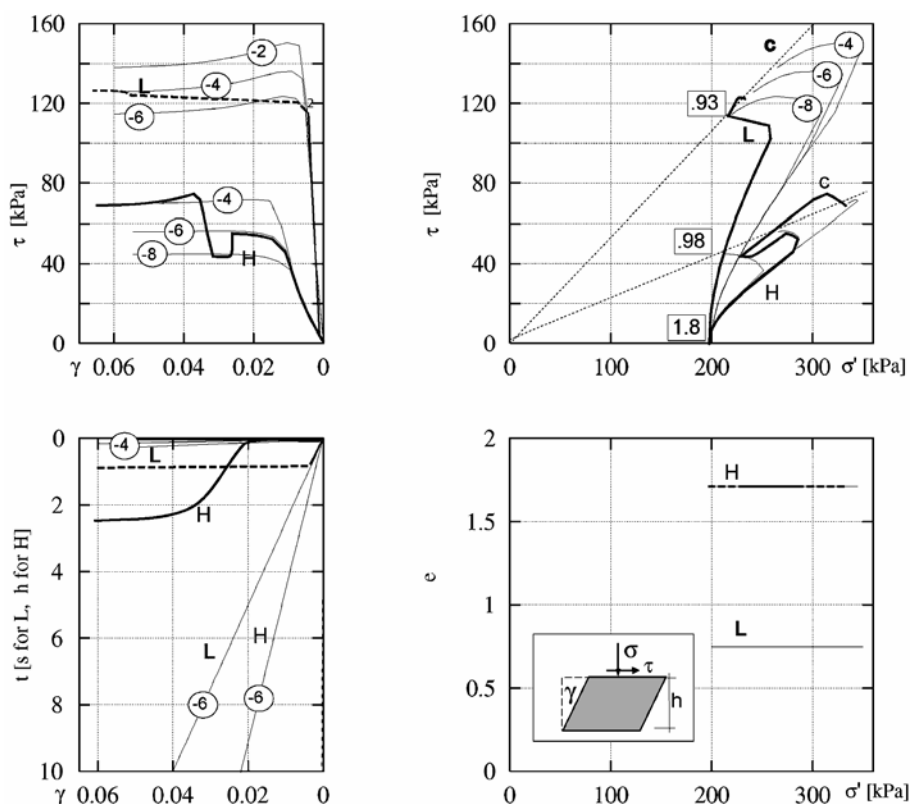 160
120
80
40
0
τ [kPa]
-2
L
-4
-6
2
-4
-6
-8
H
γ 0.06 0.04 0.02 0
160
120
80
40
0
τ [kPa]
c
-4
-6
-8
.93
L
c
.98
H
1.8
0 100 200 300 σ' [kPa]
0
2
4
6
8
10
t [s for L, h for H]
-4
L
H
L
H
-6
-6
γ 0.06 0.04 0.02 0
2
1.5
1
0.5
0
e
H
L
σ
τ
γ
h
0 100 200 300 σ' [kPa]